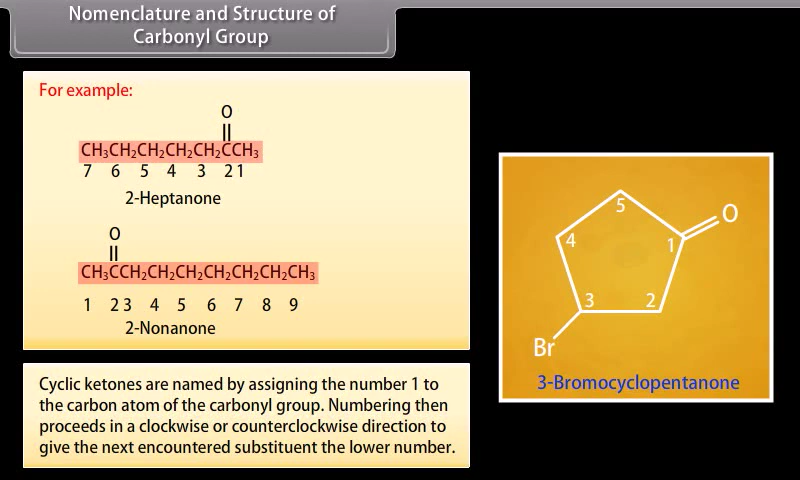 Nomenclature and Structure of
Carbonyl Group
For example:
O
CH₃CH₂CH₂CH₂CH₂CCH₃
7 6 5 4 3 2 1
2-Heptanone
O
CH₃CCH₂CH₂CH₂CH₂CH₂CH₂CH₃
1 2 3 4 5 6 7 8 9
2-Nonanone
Cyclic ketones are named by assigning the number 1 to
the carbon atom of the carbonyl group. Numbering then
proceeds in a clockwise or counterclockwise direction to
give the next encountered substituent the lower number.
5
O
4
1
3
2
Br
3-Bromocyclopentanone